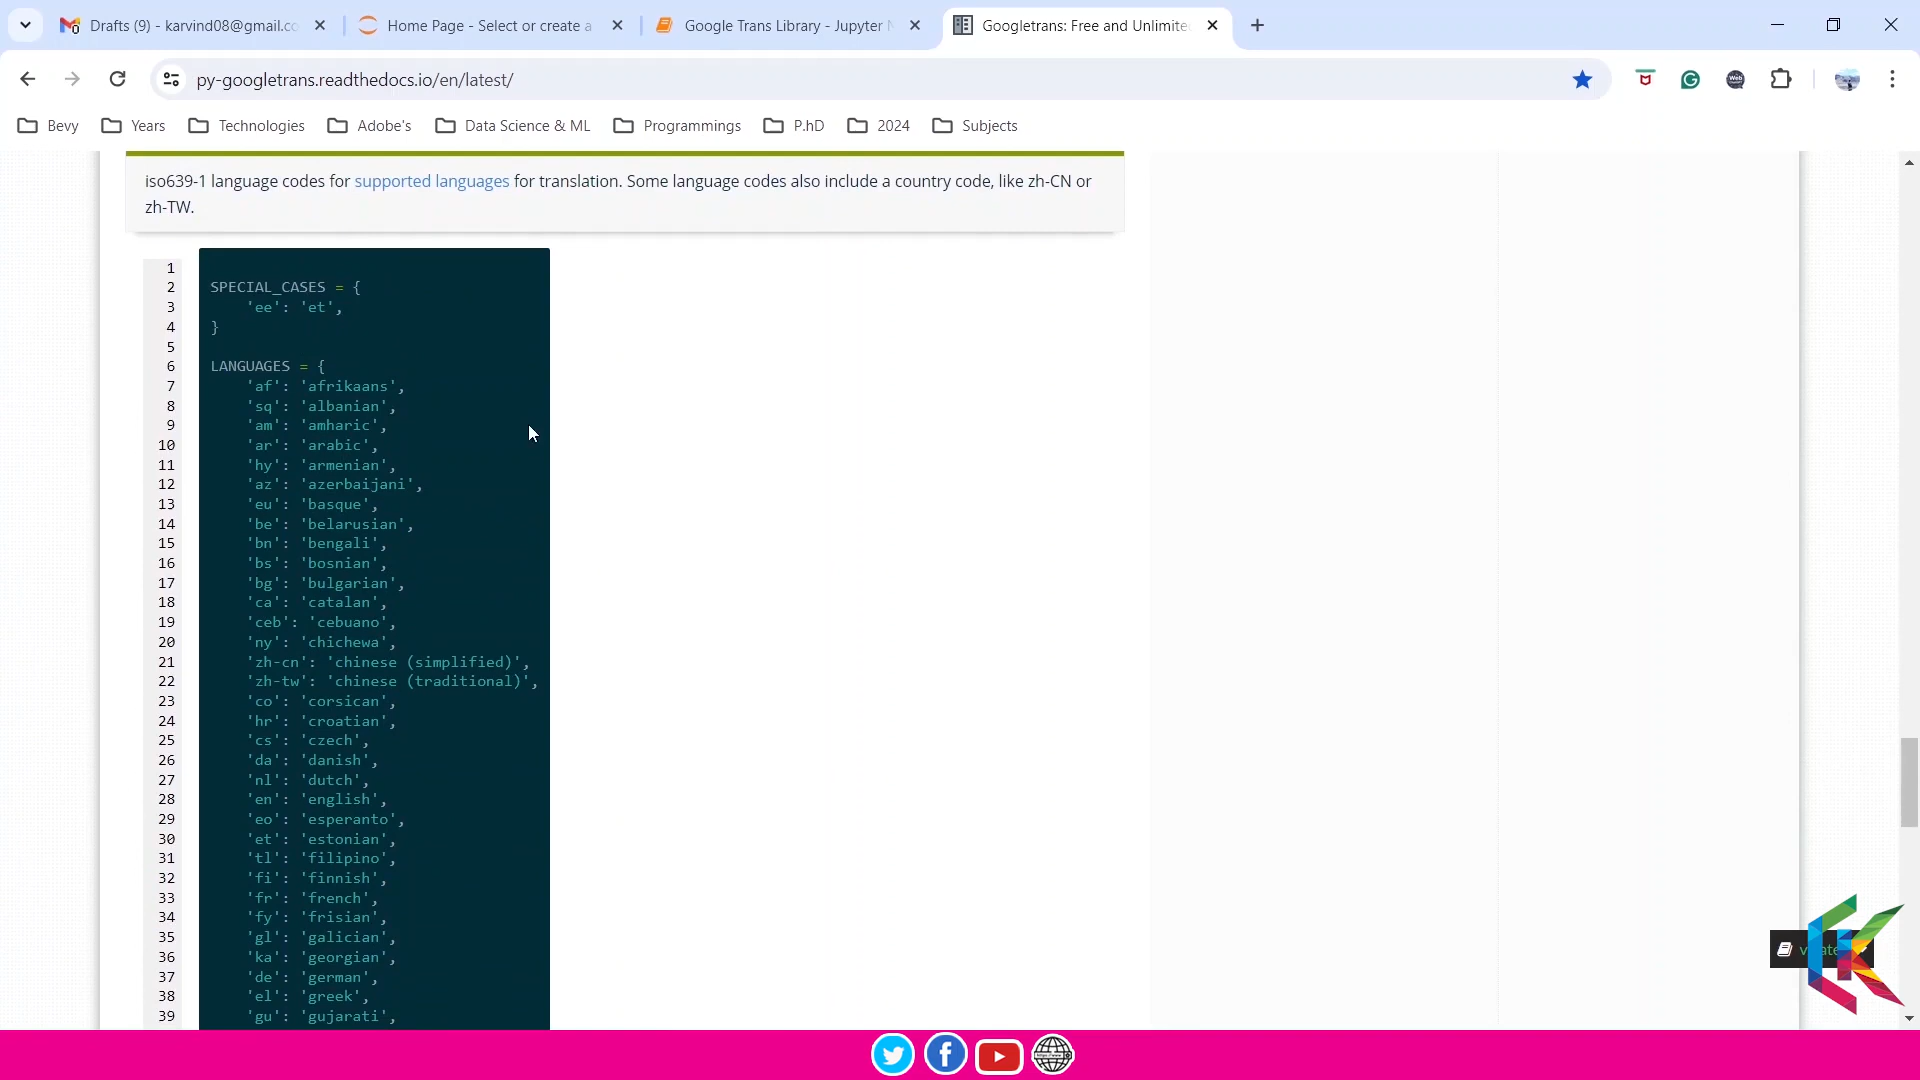 Drafts (9) - karvind08@gmail.co
Home Page - Select or create a
Google Trans Library - Jupyter N
Googletrans: Free and Unlimite
py-googletrans.readthedocs.io/en/latest/
Bevy
Years
Technologies
Adobe's
Data Science & ML
Programmings
P.hD
2024
Subjects
iso639-1 language codes for supported languages for translation. Some language codes also include a country code, like zh-CN or
zh-TW.
1
2 SPECIAL_CASES = {
3 'ee': 'et',
4 }
5
6 LANGUAGES = {
7 'af': 'afrikaans',
8 'sq': 'albanian',
9 'am': 'amharic',
10 'ar': 'arabic',
11 'hy': 'armenian',
12 'az': 'azerbaijani',
13 'eu': 'basque',
14 'be': 'belarusian',
15 'bn': 'bengali',
16 'bs': 'bosnian',
17 'bg': 'bulgarian',
18 'ca': 'catalan',
19 'ceb': 'cebuano',
20 'ny': 'chichewa',
21 'zh-cn': 'chinese (simplified)',
22 'zh-tw': 'chinese (traditional)',
23 'co': 'corsican',
24 'hr': 'croatian',
25 'cs': 'czech',
26 'da': 'danish',
27 'nl': 'dutch',
28 'en': 'english',
29 'eo': 'esperanto',
30 'et': 'estonian',
31 'tl': 'filipino',
32 'fi': 'finnish',
33 'fr': 'french',
34 'fy': 'frisian',
35 'gl': 'galician',
36 'ka': 'georgian',
37 'de': 'german',
38 'el': 'greek',
39 'gu': 'gujarati',